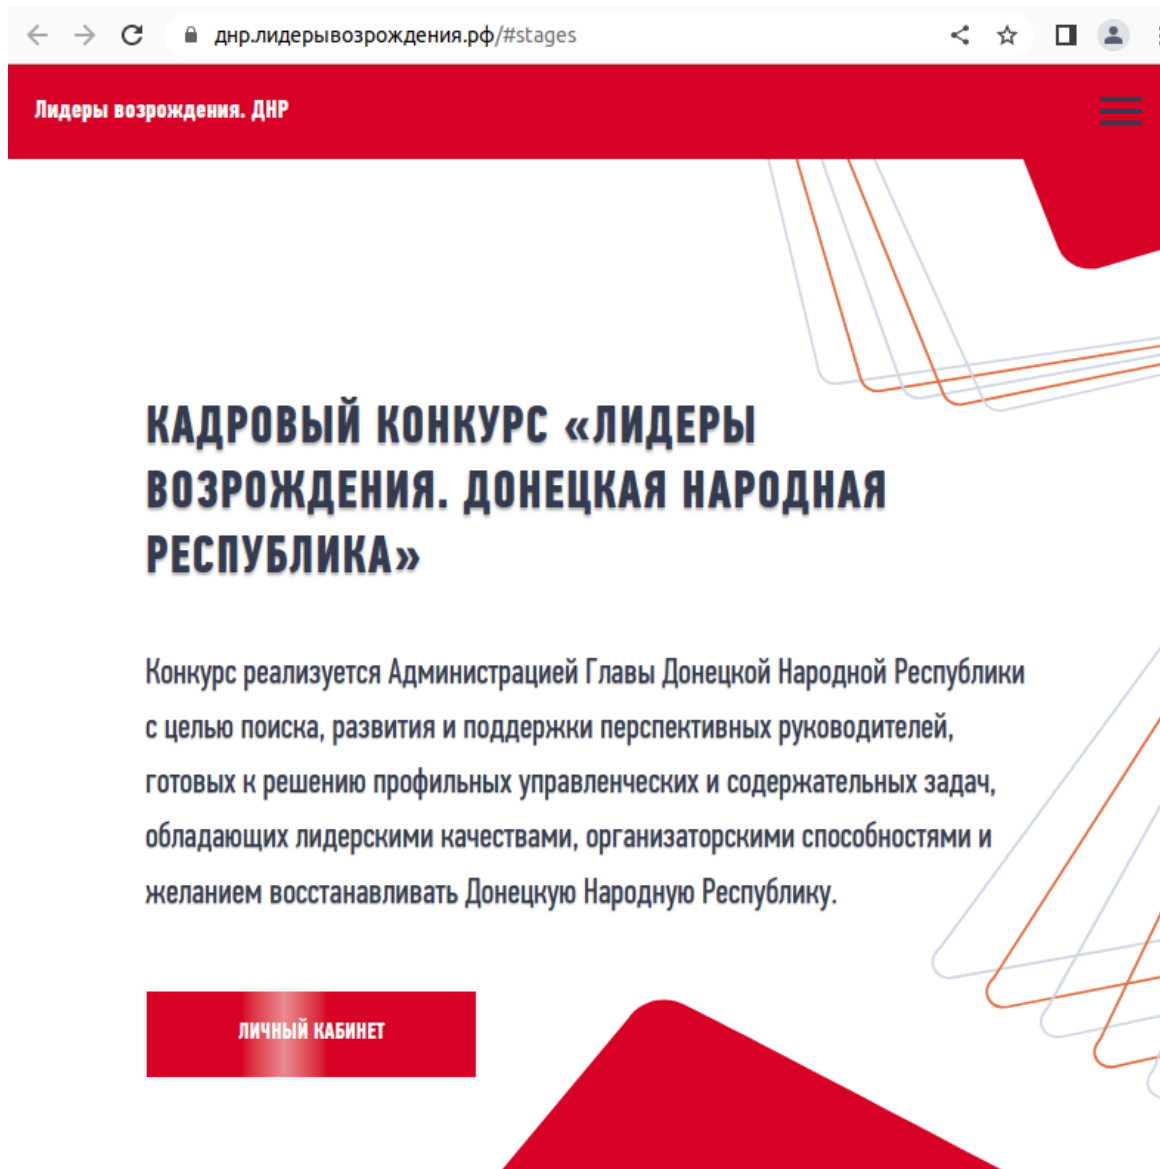 днр.лидерывозрождения.рф/#stages
Лидеры возрождения. ДНР
КАДРОВЫЙ КОНКУРС «ЛИДЕРЫ
ВОЗРОЖДЕНИЯ. ДОНЕЦКАЯ НАРОДНАЯ
РЕСПУБЛИКА»
Конкурс реализуется Администрацией Главы Донецкой Народной Республики
с целью поиска, развития и поддержки перспективных руководителей,
готовых к решению профильных управленческих и содержательных задач,
обладающих лидерскими качествами, организаторскими способностями и
желанием восстанавливать Донецкую Народную Республику.
ЛИЧНЫЙ КАБИНЕТ